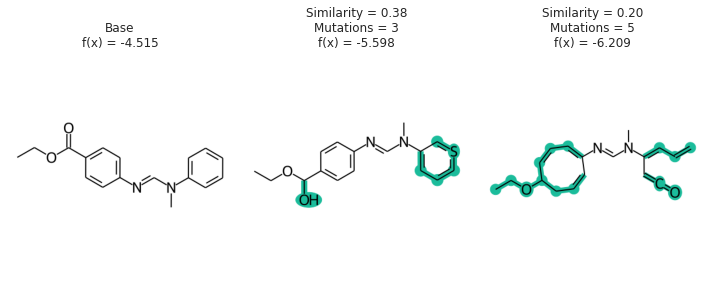 Base
f(x) = -4.515
Similarity = 0.38
Mutations = 3
f(x) = -5.598
Similarity = 0.20
Mutations = 5
f(x) = -6.209
O
O
N
N
N
N
S
O
OH
N
N
O
C
O